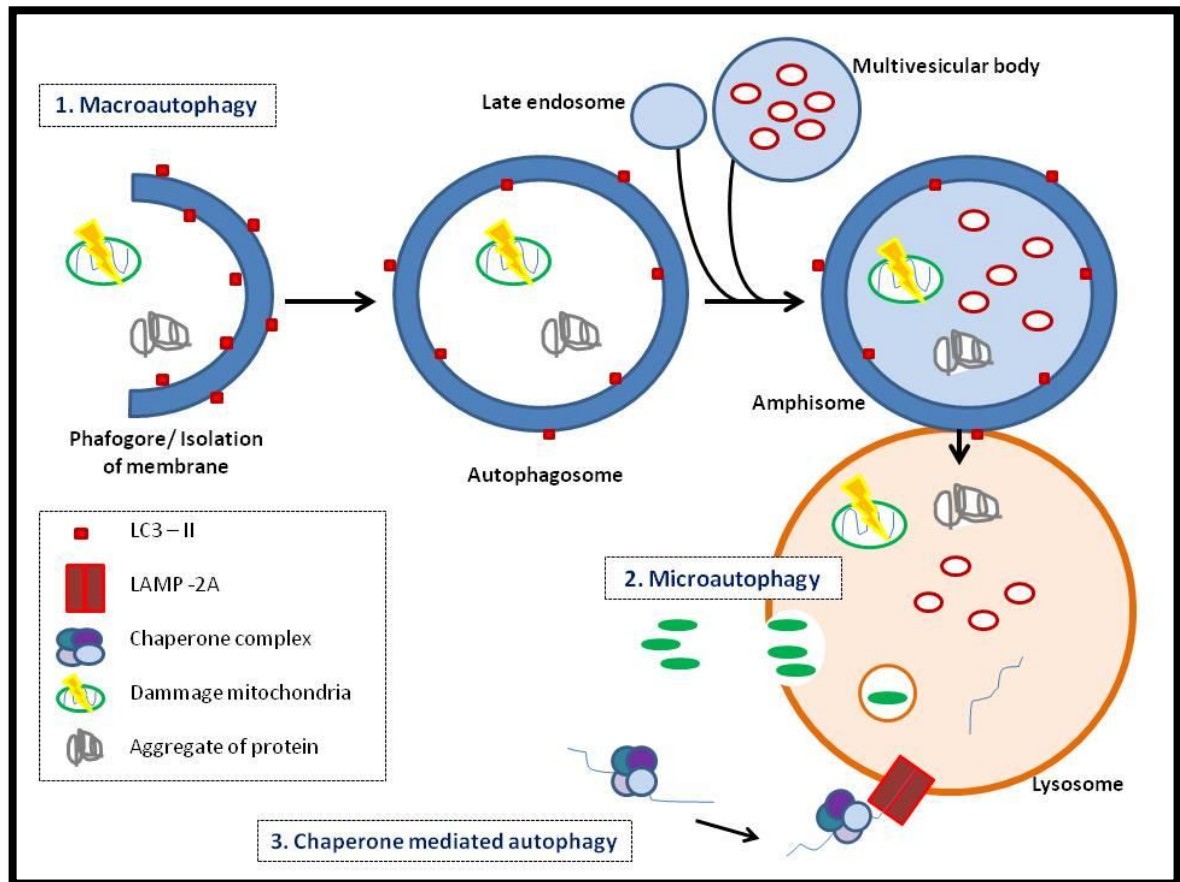 1. Macroautophagy
Late endosome
Multivesicular body
Phafogore/ Isolation
of membrane
Autophagosome
Amphisome
LC3 – II
LAMP -2A
Chaperone complex
Dammage mitochondria
Aggregate of protein
2. Microautophagy
Lysosome
3. Chaperone mediated autophagy